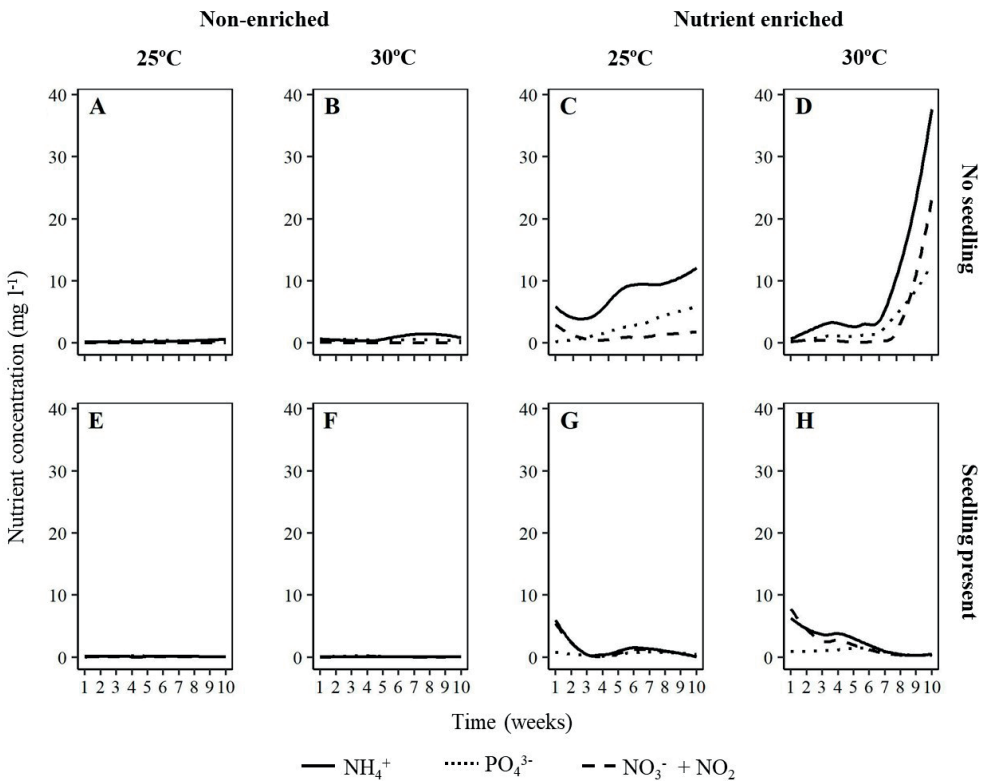 Non-enriched Nutrient enriched
25ºC 30ºC 25ºC 30ºC
A B C D
40 40 40 40
30 30 30 30
20 20 20 20
10 10 10 10
0 0 0 0
No seedling
Nutrient concentration (mg l⁻¹)
E F G H
40 40 40 40
30 30 30 30
20 20 20 20
10 10 10 10
0 0 0 0
Seedling present
1 2 3 4 5 6 7 8 9 10 1 2 3 4 5 6 7 8 9 10 1 2 3 4 5 6 7 8 9 10 1 2 3 4 5 6 7 8 9 10
Time (weeks)
NH₄⁺ PO₄³⁻ NO₃⁻ + NO₂